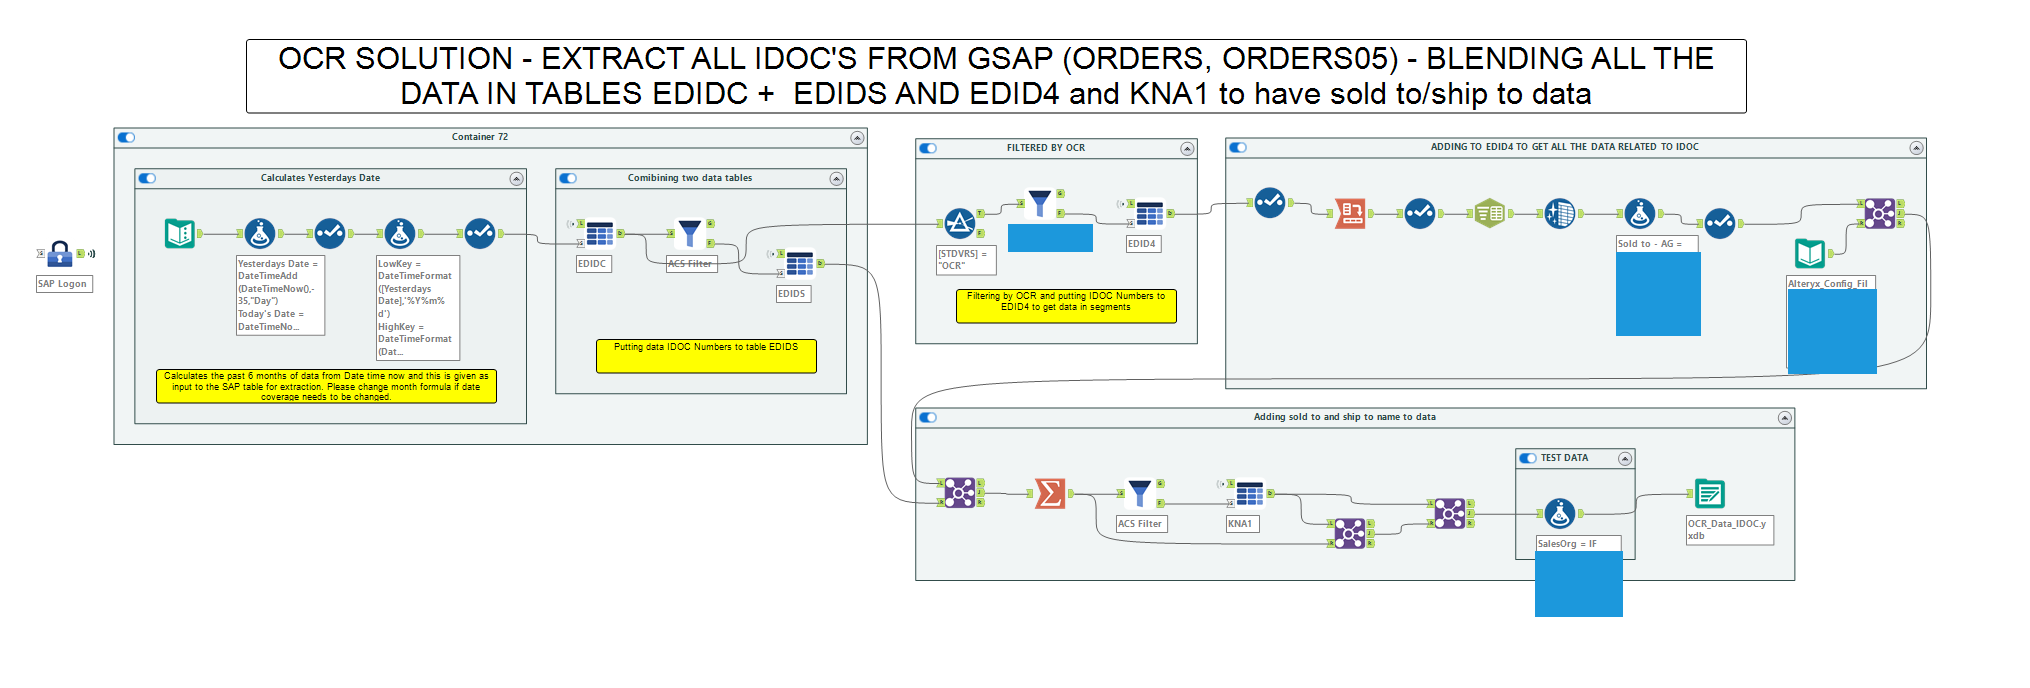 OCR SOLUTION - EXTRACT ALL IDOC'S FROM GSAP (ORDERS, ORDERS05) - BLENDING ALL THE
DATA IN TABLES EDIDC +  EDIDS AND EDID4 and KNA1 to have sold to/ship to data
Container 72
Calculates Yesterdays Date
Comibining two data tables
SAP Logon
Yesterdays Date =
DateTimeAdd
(DateTimeNow(),-
35,"Day")
Today's Date =
DateTimeNo...
LowKey =
DateTimeFormat
([Yesterdays
Date],'%Y%m%
d')
HighKey =
DateTimeFormat
(Dat...
Calculates the past 6 months of data from Date time now and this is given as
input to the SAP table for extraction. Please change month formula if date
coverage needs to be changed.
EDIDC
ACS Filter
EDIDS
Putting data IDOC Numbers to table EDIDS
FILTERED BY OCR
[STDVRS] =
"OCR"
EDID4
Filtering by OCR and putting IDOC Numbers to
EDID4 to get data in segments
ADDING TO EDID4 TO GET ALL THE DATA RELATED TO IDOC
Sold to - AG =
Alteryx_Config_Fil
Adding sold to and ship to name to data
ACS Filter
KNA1
TEST DATA
SalesOrg = IF
OCR_Data_IDOC.y
xdb